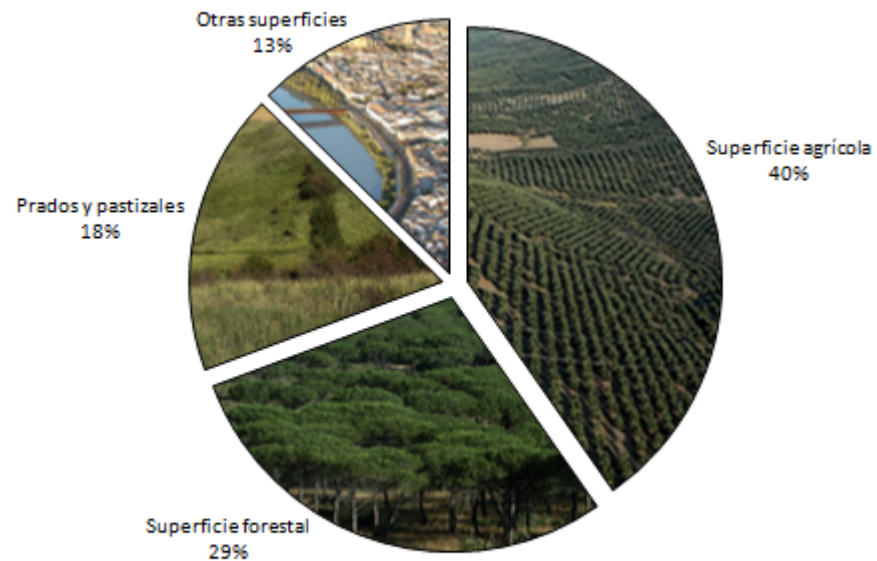 Otras superficies
13%
Superficie agrícola
40%
Prados y pastizales
18%
Superficie forestal
29%